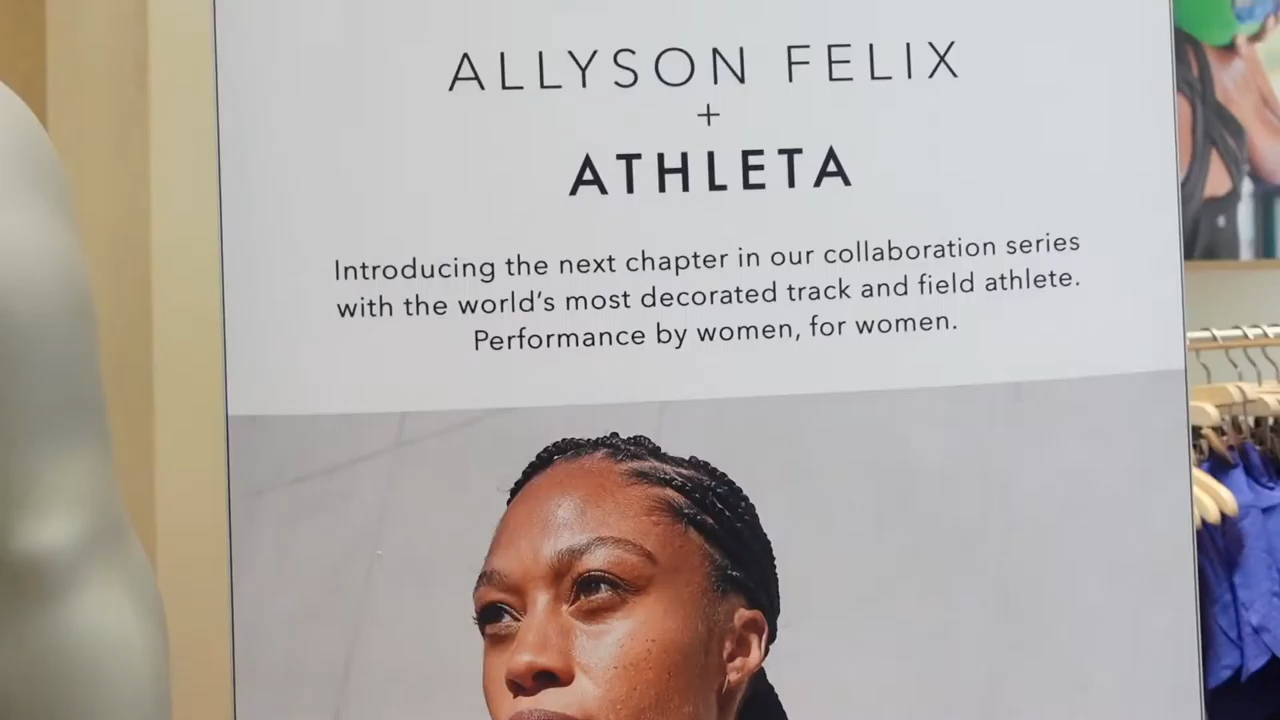 ALLYSON FELIX
+
ATHLETA
Introducing the next chapter in our collaboration series
with the world's most decorated track and field athlete.
Performance by women, for women.